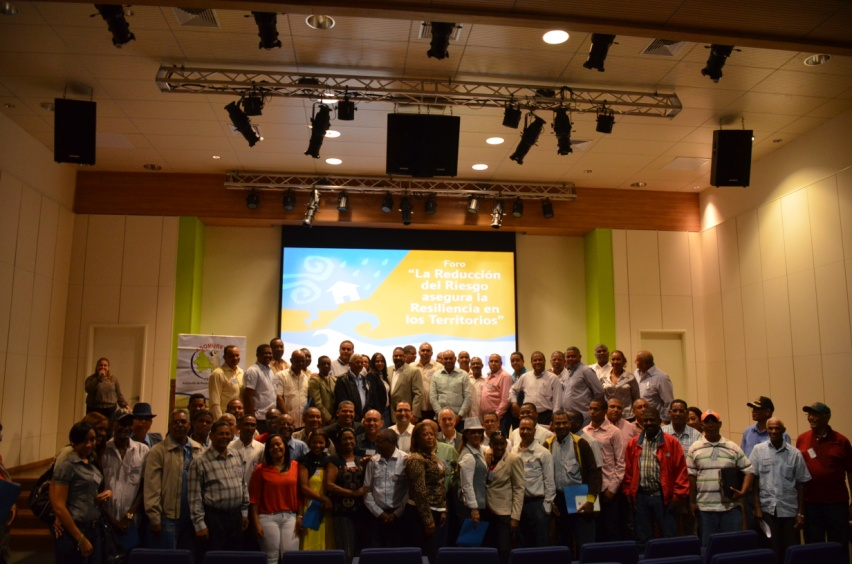 Foro
"La Reducción
del Riesgo
asegura la
Resiliencia en
los Territorios"